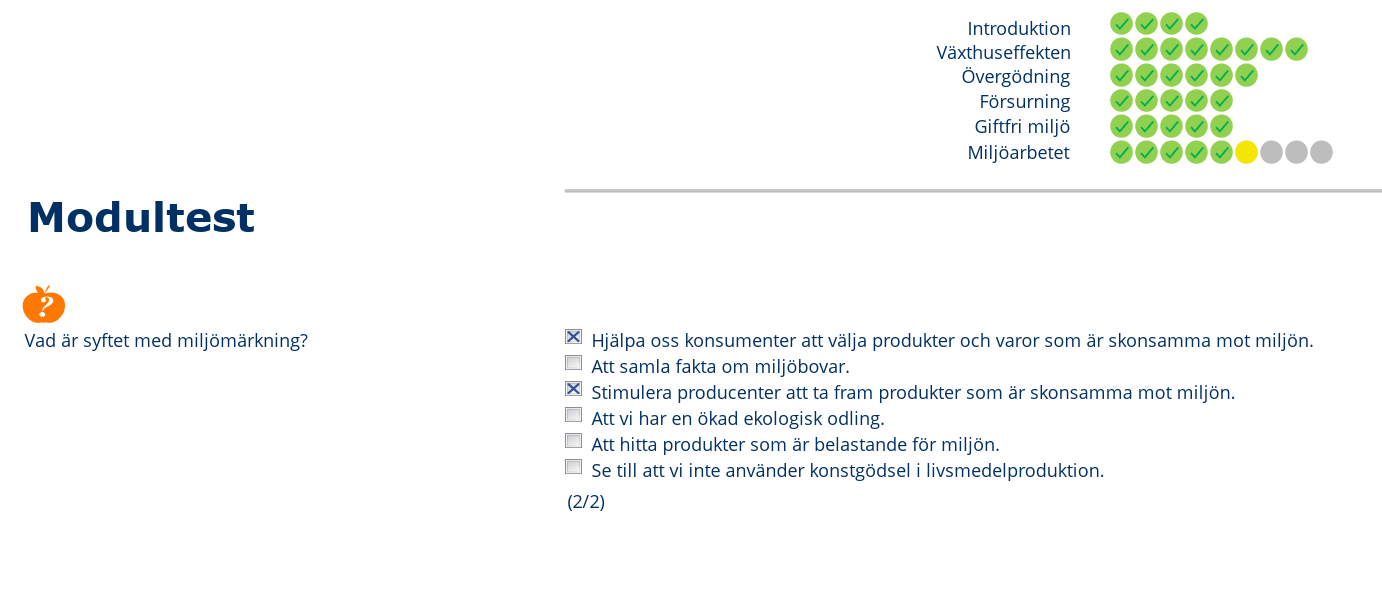 Introduktion
Växthuseffekten
Övergödning
Försurning
Giftfri miljö
Miljöarbetet
Modultest
?
Vad är syftet med miljömärkning?
Hjälpa oss konsumenter att välja produkter och varor som är skonsamma mot miljön.
Att samla fakta om miljöbovar.
Stimulera producenter att ta fram produkter som är skonsamma mot miljön.
Att vi har en ökad ekologisk odling.
Att hitta produkter som är belastande för miljön.
Se till att vi inte använder konstgödsel i livsmedelproduktion.
(2/2)